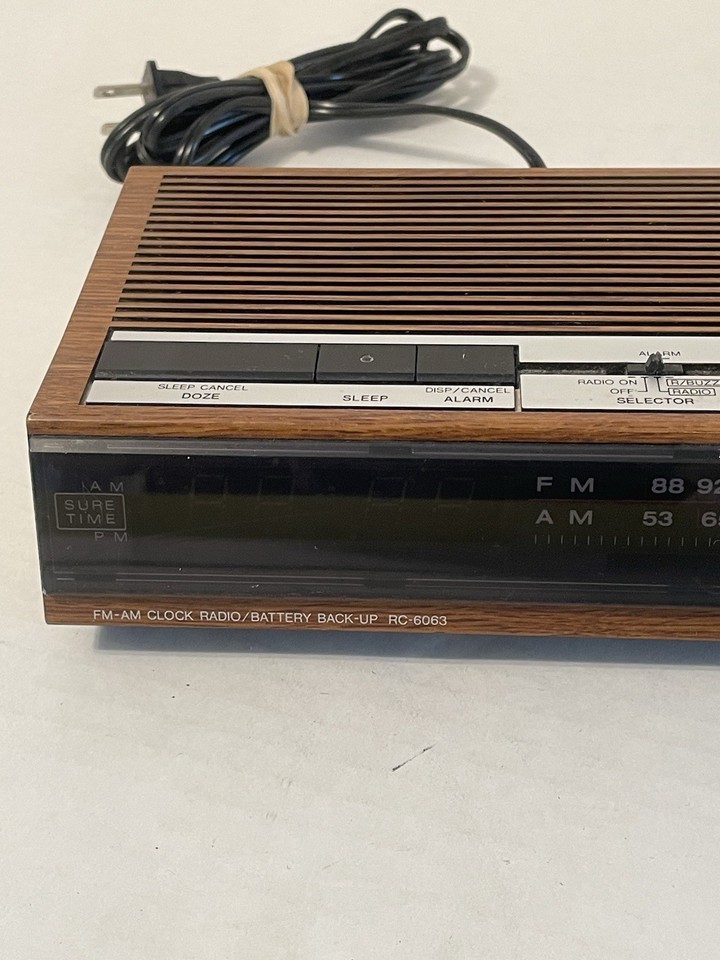 ALARM
RADIO ON R/BUZZ
OFF RADIO
SELECTOR
SLEEP CANCEL
DOZE
SLEEP
DISP/CANCEL
ALARM
AM
SURE
TIME
PM
FM 88 92
AM 53
FM-AM CLOCK RADIO/BATTERY BACK-UP RC-6063